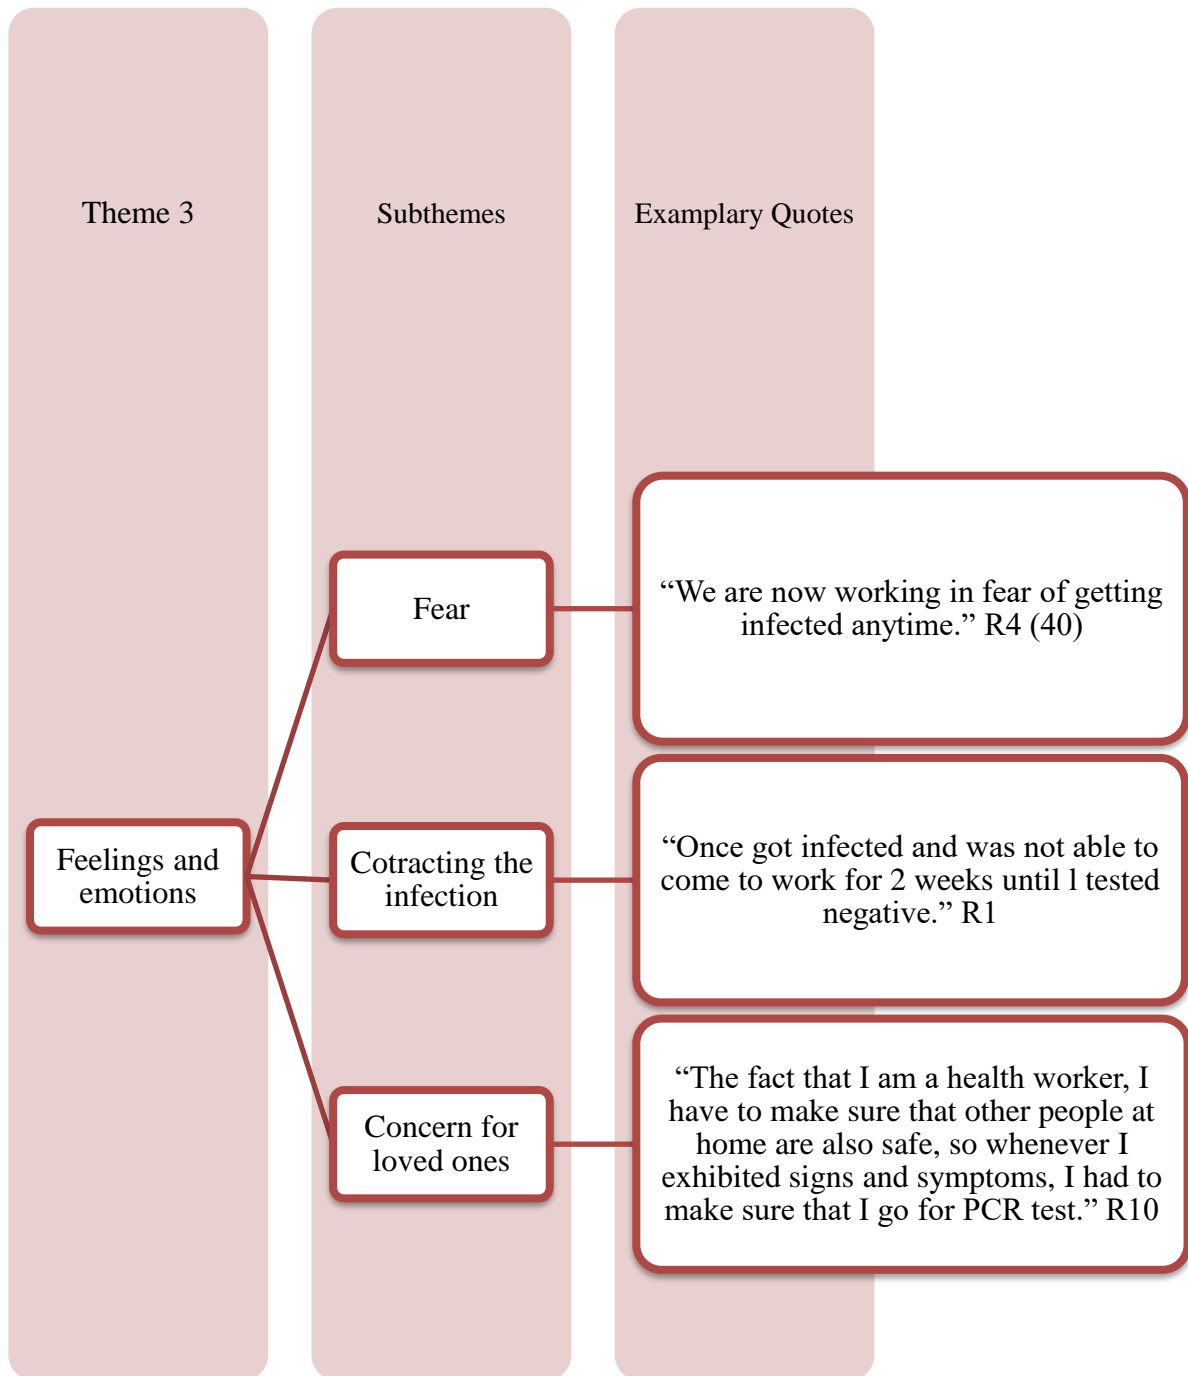 Theme 3
Subthemes
Examplary Quotes
Feelings and
emotions
Fear
“We are now working in fear of getting
infected anytime.” R4 (40)
Cotracting the
infection
“Once got infected and was not able to
come to work for 2 weeks until l tested
negative.” R1
Concern for
loved ones
“The fact that I am a health worker, I
have to make sure that other people at
home are also safe, so whenever I
exhibited signs and symptoms, I had to
make sure that I go for PCR test.” R10